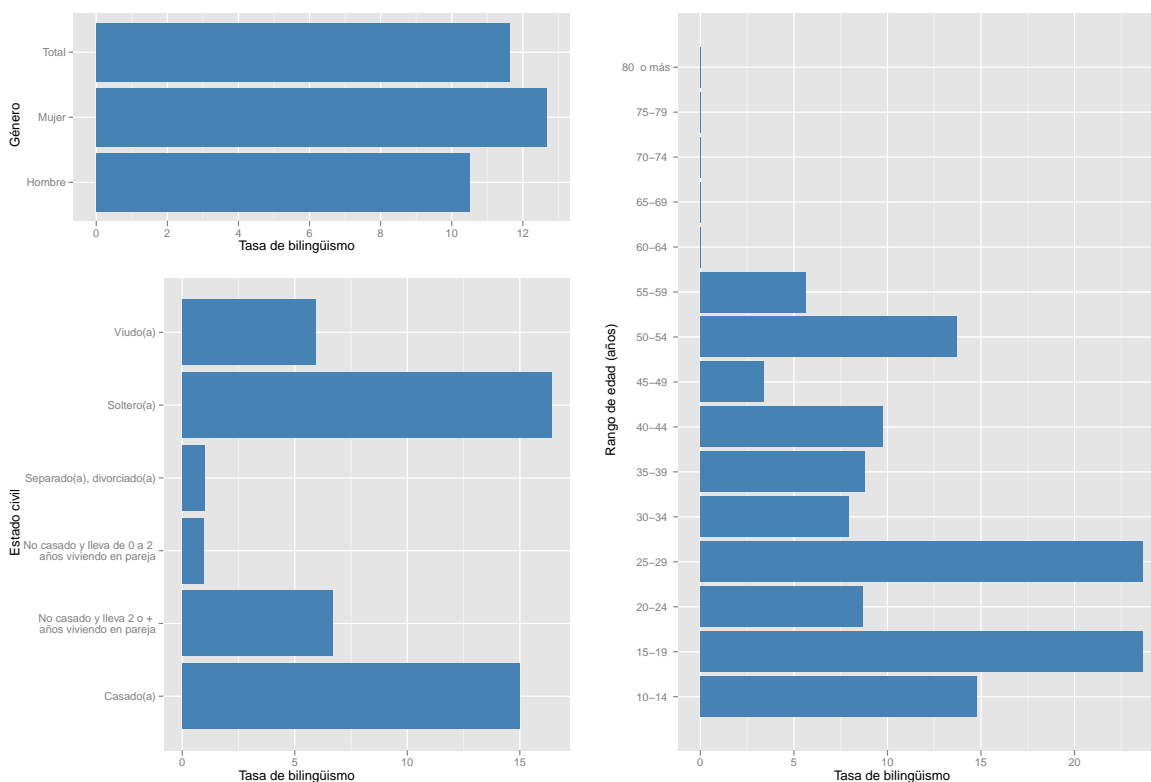 Género
Total
Mujer
Hombre
0 2 4 6 8 10 12
Tasa de bilingüismo
Estado civil
Viudo(a)
Soltero(a)
Separado(a), divorciado(a)
No casado y lleva de 0 a 2
años viviendo en pareja
No casado y lleva 2 o +
años viviendo en pareja
Casado(a)
0 5 10 15
Tasa de bilingüismo
Rango de edad (años)
80 o más
75−79
70−74
65−69
60−64
55−59
50−54
45−49
40−44
35−39
30−34
25−29
20−24
15−19
10−14
0 5 10 15 20
Tasa de bilingüismo